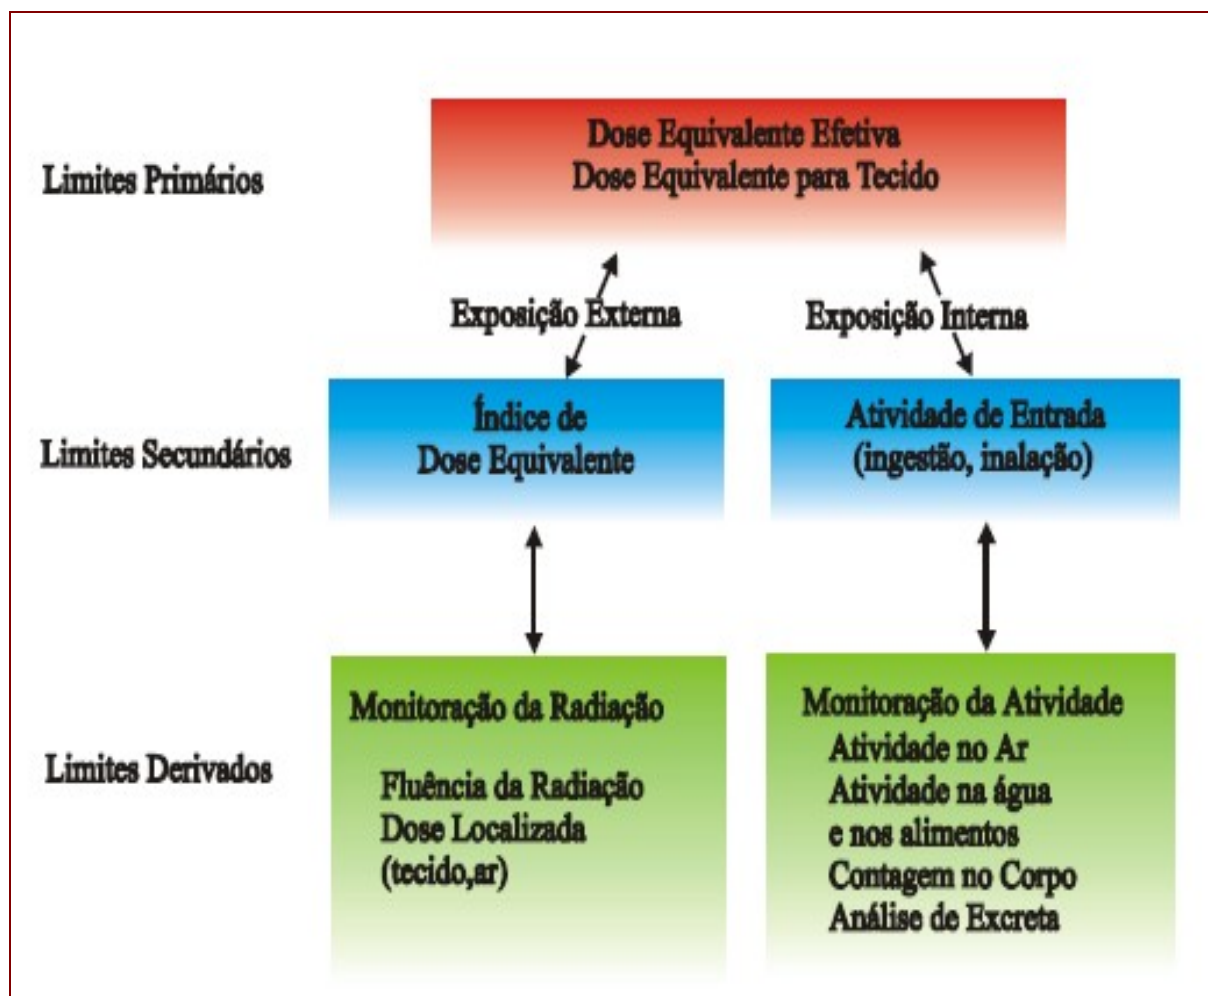 Limites Primários
Dose Equivalente Efetiva
Dose Equivalente para Tecido
Exposição Externa
Exposição Interna
Limites Secundários
Índice de
Dose Equivalente
Atividade de Entrada
(ingestão, inalação)
Limites Derivados
Monitoração da Radiação
Fluência da Radiação
Dose Localizada
(tecido,ar)
Monitoração da Atividade
Atividade no Ar
Atividade na água
e nos alimentos
Contagem no Corpo
Análise de Excreta